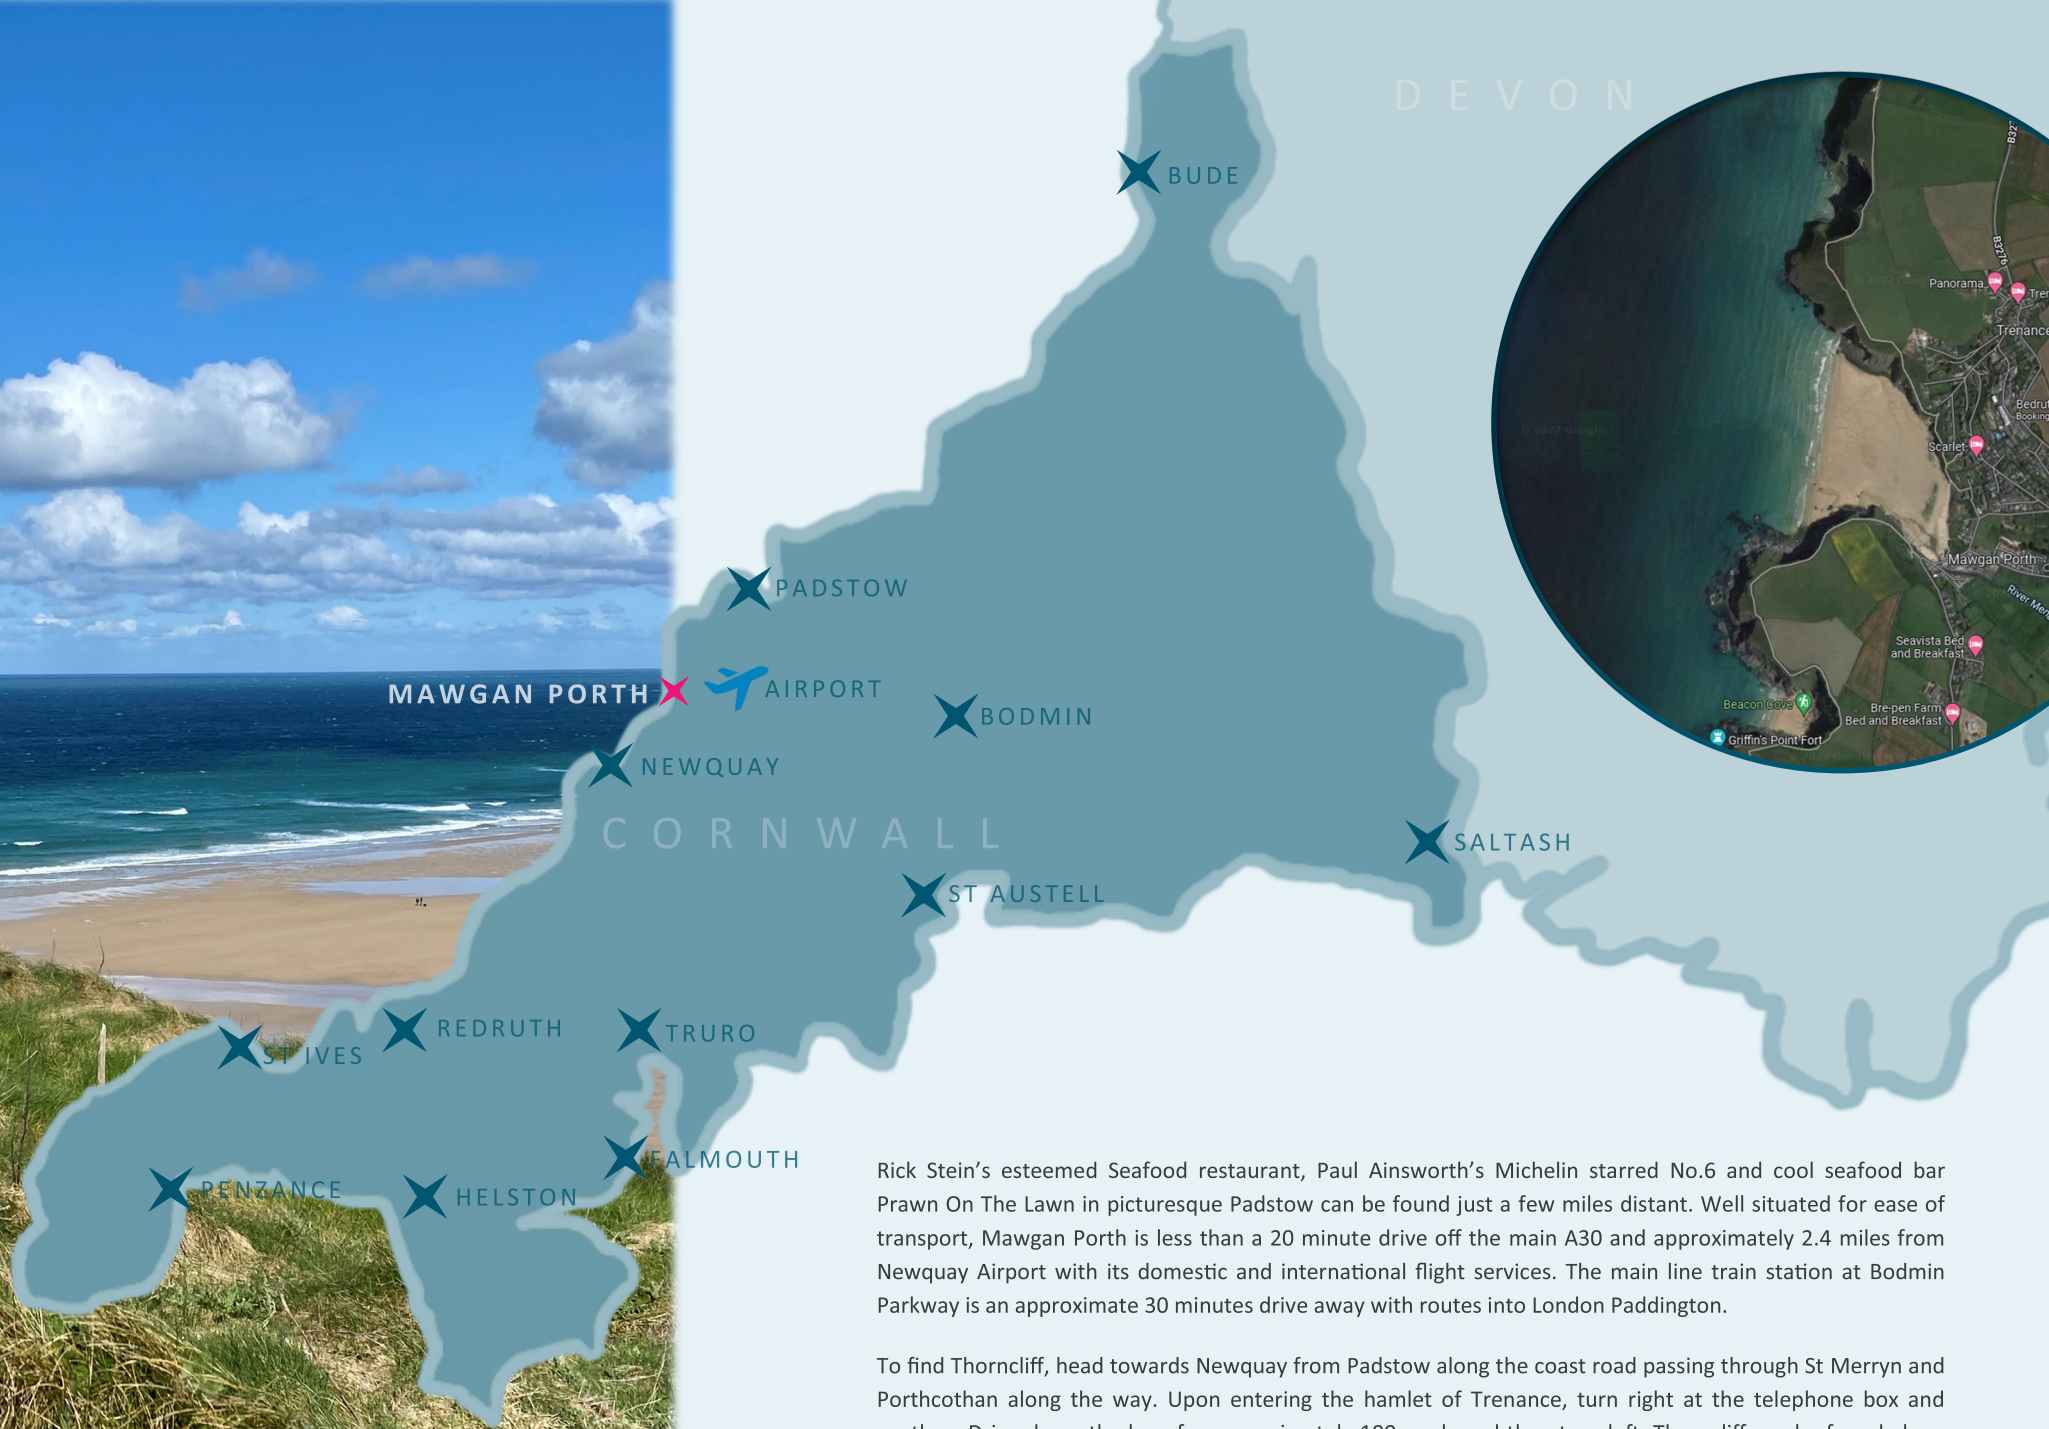 DEVON
BUDE
B327
B3276
Panorama
Trenance
Scarlet
Mawgan Porth
Seavista Bed
and Breakfast
Beacon Cove
Bre-pen Farm
Bed and Breakfast
Griffin's Point Fort
© 2022 Google
PADSTOW
MAWGAN PORTH
AIRPORT
BODMIN
NEWQUAY
CORNWALL
SALTASH
ST AUSTELL
REDRUTH
TRURO
ST IVES
FALMOUTH
PENZANCE
HELSTON
Rick Stein’s esteemed Seafood restaurant, Paul Ainsworth’s Michelin starred No.6 and cool seafood bar
Prawn On The Lawn in picturesque Padstow can be found just a few miles distant. Well situated for ease of
transport, Mawgan Porth is less than a 20 minute drive off the main A30 and approximately 2.4 miles from
Newquay Airport with its domestic and international flight services. The main line train station at Bodmin
Parkway is an approximate 30 minutes drive away with routes into London Paddington.
To find Thorncliff, head towards Newquay from Padstow along the coast road passing through St Merryn and
Porthcothan along the way. Upon entering the hamlet of Trenance, turn right at the telephone box and